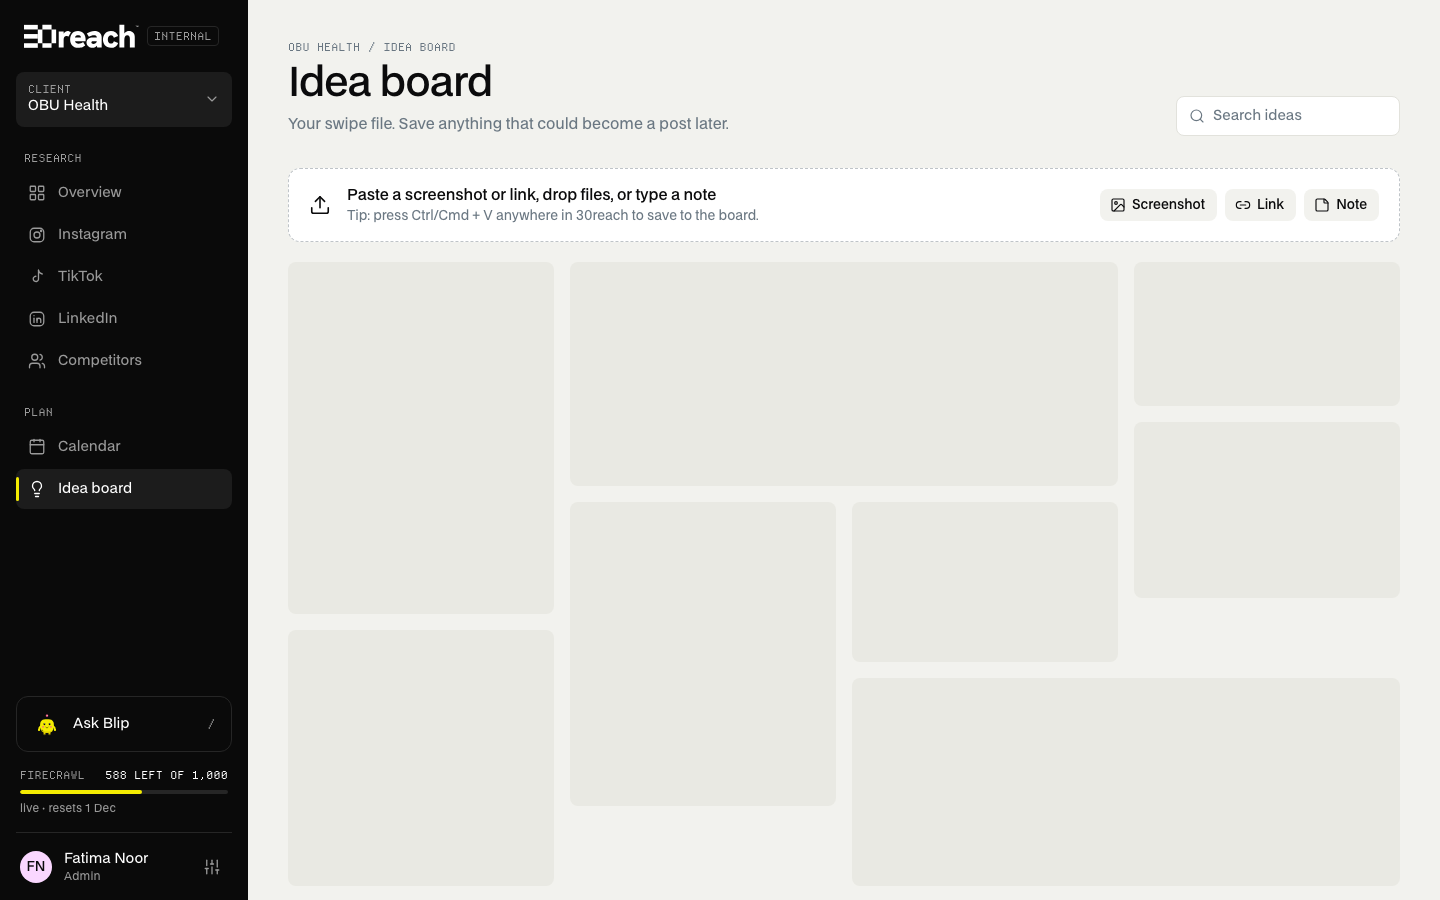 30reach
INTERNAL
CLIENT
OBU Health
RESEARCH
Overview
Instagram
TikTok
LinkedIn
Competitors
PLAN
Calendar
Idea board
Ask Blip /
FIRECRAWL 588 LEFT OF 1,000
live · resets 1 Dec
FN
Fatima Noor
Admin
OBU HEALTH / IDEA BOARD
Idea board
Your swipe file. Save anything that could become a post later.
Search ideas
Paste a screenshot or link, drop files, or type a note
Tip: press Ctrl/Cmd + V anywhere in 30reach to save to the board.
Screenshot
Link
Note